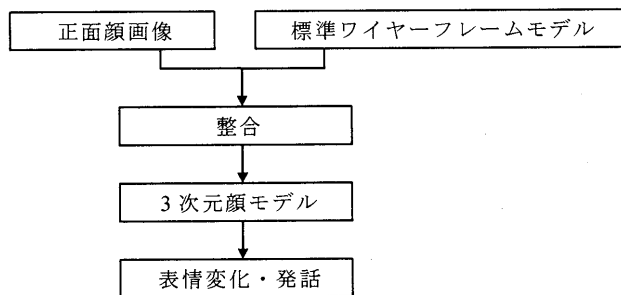 正面顔画像
標準ワイヤーフレームモデル
整合
3次元顔モデル
表情変化・発話